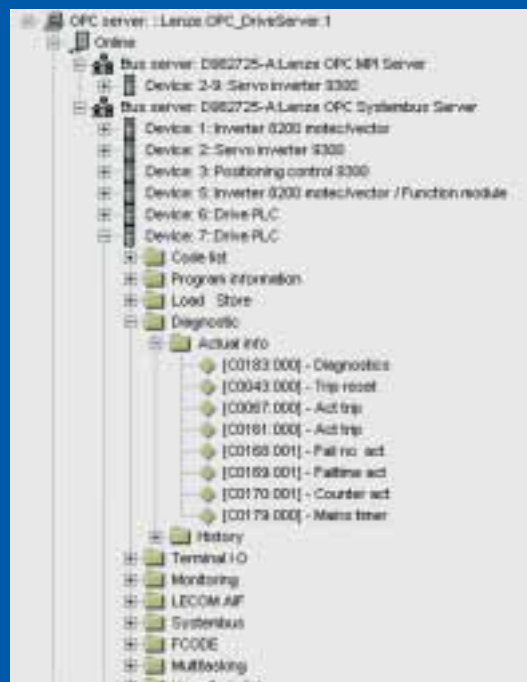 OPC server: : Lenze.OPC_DriveServer.1
Online
Bus server: D982725-A:Lenze OPC MPI Server
Device: 2-9: Servo inverter 9300
Bus server: D982725-A:Lenze OPC Systembus Server
Device: 1: Inverter 8200 motec/vector
Device: 2: Servo inverter 9300
Device: 3: Positioning control 9300
Device: 5: Inverter 8200 motec/vector / Function module
Device: 6: Drive PLC
Device: 7: Drive PLC
Code list
Program information
Load Store
Diagnostic
Actual info
[C0183.000] - Diagnostics
[C0043.000] - Trip reset
[C0067.000] - Act trip
[C0161.000] - Act trip
[C0168.001] - Fail no. act
[C0169.001] - Failtime act
[C0170.001] - Counter act
[C0179.000] - Mains timer
History
Terminal I O
Monitoring
LECOM AIF
Systembus
FCODE
Multitasking